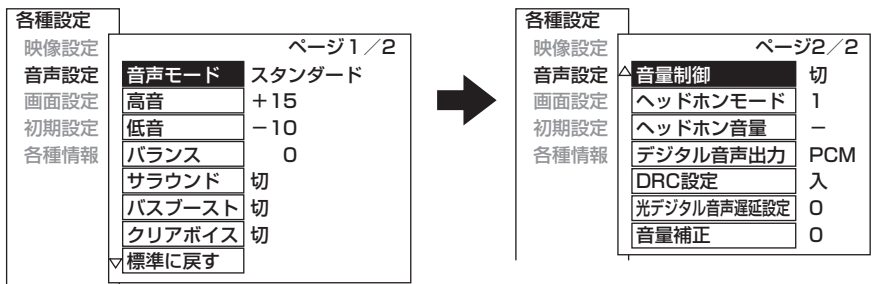 各種設定
映像設定
音声設定
画面設定
初期設定
各種情報
ページ1／2
音声モード スタンダード
高音 +15
低音 −10
バランス 0
サラウンド 切
バスブースト 切
クリアボイス 切
▽標準に戻す
各種設定
映像設定
音声設定
画面設定
初期設定
各種情報
ページ2／2
△音量制御 切
ヘッドホンモード 1
ヘッドホン音量 −
デジタル音声出力 PCM
DRC設定 入
光デジタル音声遅延設定 0
音量補正 0